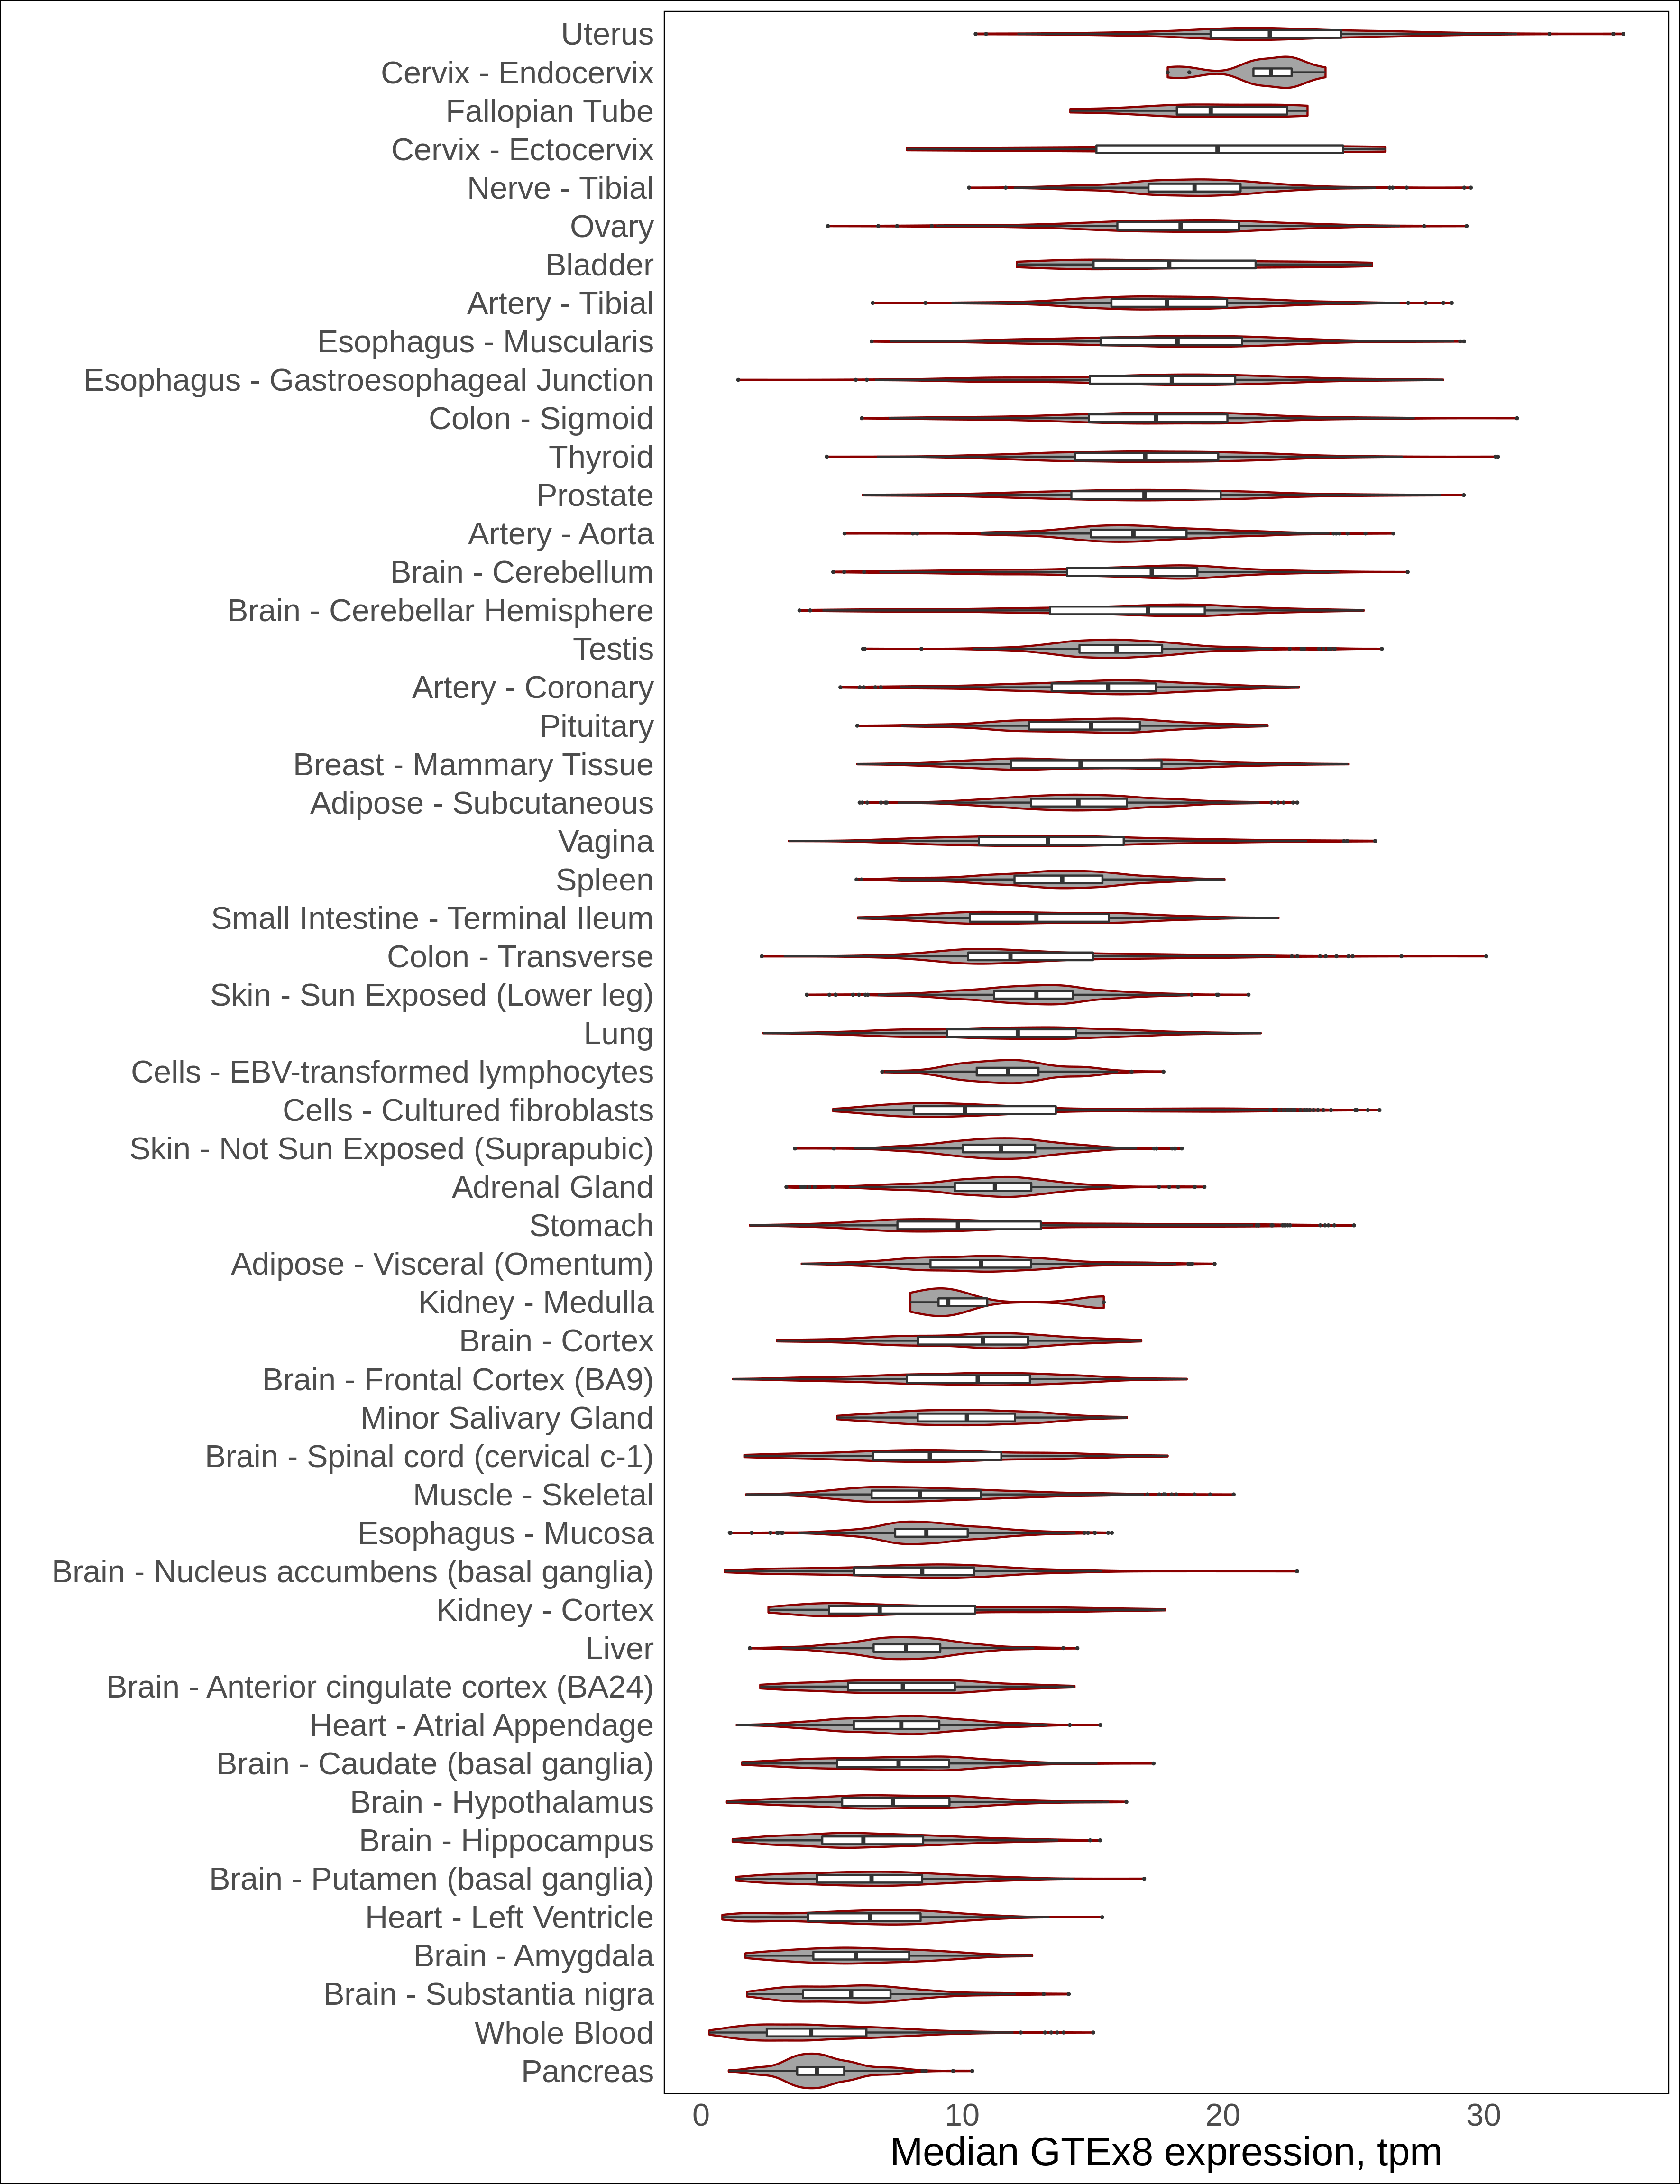 Uterus
Cervix - Endocervix
Fallopian Tube
Cervix - Ectocervix
Nerve - Tibial
Ovary
Bladder
Artery - Tibial
Esophagus - Muscularis
Esophagus - Gastroesophageal Junction
Colon - Sigmoid
Thyroid
Prostate
Artery - Aorta
Brain - Cerebellum
Brain - Cerebellar Hemisphere
Testis
Artery - Coronary
Pituitary
Breast - Mammary Tissue
Adipose - Subcutaneous
Vagina
Spleen
Small Intestine - Terminal Ileum
Colon - Transverse
Skin - Sun Exposed (Lower leg)
Lung
Cells - EBV-transformed lymphocytes
Cells - Cultured fibroblasts
Skin - Not Sun Exposed (Suprapubic)
Adrenal Gland
Stomach
Adipose - Visceral (Omentum)
Kidney - Medulla
Brain - Cortex
Brain - Frontal Cortex (BA9)
Minor Salivary Gland
Brain - Spinal cord (cervical c-1)
Muscle - Skeletal
Esophagus - Mucosa
Brain - Nucleus accumbens (basal ganglia)
Kidney - Cortex
Liver
Brain - Anterior cingulate cortex (BA24)
Heart - Atrial Appendage
Brain - Caudate (basal ganglia)
Brain - Hypothalamus
Brain - Hippocampus
Brain - Putamen (basal ganglia)
Heart - Left Ventricle
Brain - Amygdala
Brain - Substantia nigra
Whole Blood
Pancreas
0 10 20 30
Median GTEx8 expression, tpm